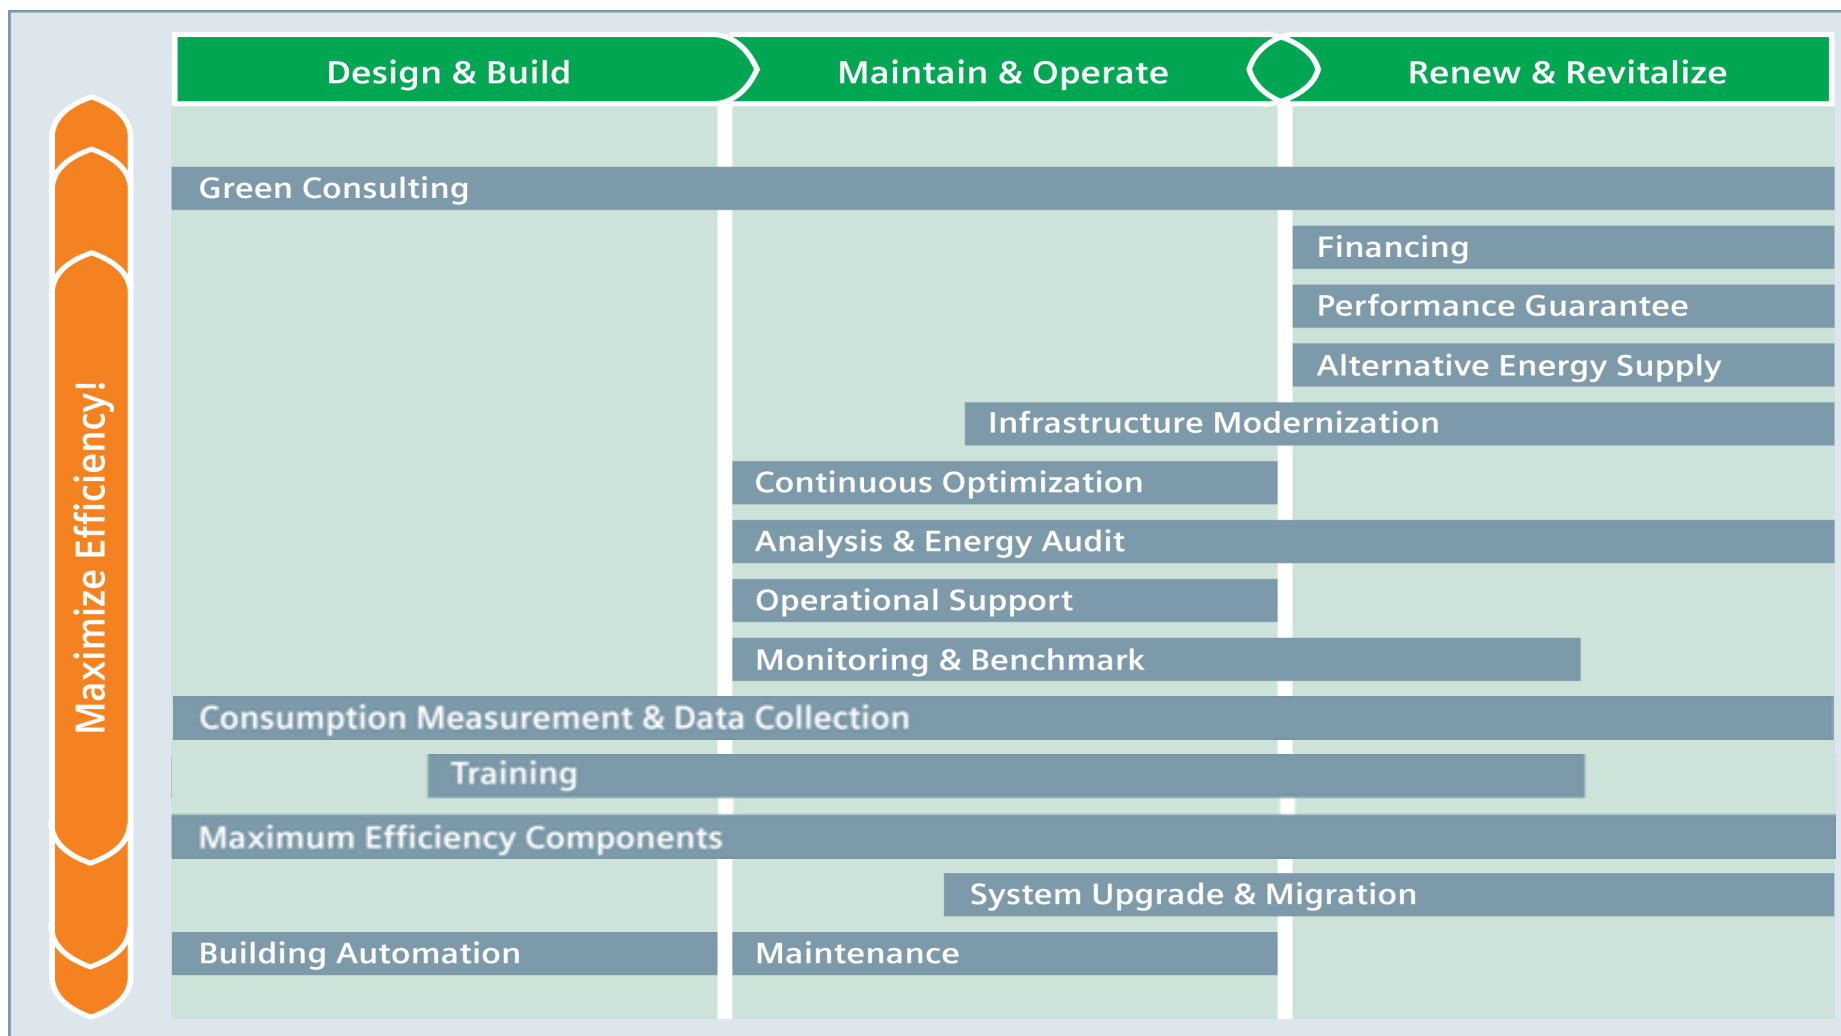 Design & Build
Maintain & Operate
Renew & Revitalize
Maximize Efficiency!
Green Consulting
Financing
Performance Guarantee
Alternative Energy Supply
Infrastructure Modernization
Continuous Optimization
Analysis & Energy Audit
Operational Support
Monitoring & Benchmark
Consumption Measurement & Data Collection
Training
Maximum Efficiency Components
System Upgrade & Migration
Building Automation
Maintenance